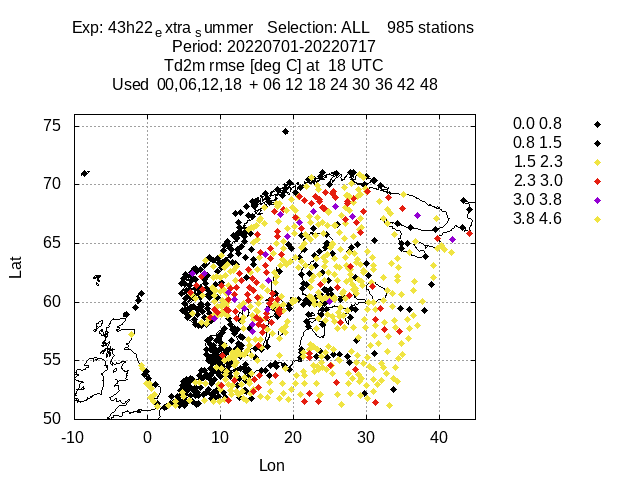 Exp: 43h22extrasummer Selection: ALL 985 stations
Period: 20220701-20220717
Td2m rmse [deg C] at 18 UTC
Used 00,06,12,18 + 06 12 18 24 30 36 42 48
75
70
65
60
55
50
Lat
-10 0 10 20 30 40
Lon
0.0 0.8
0.8 1.5
1.5 2.3
2.3 3.0
3.0 3.8
3.8 4.6